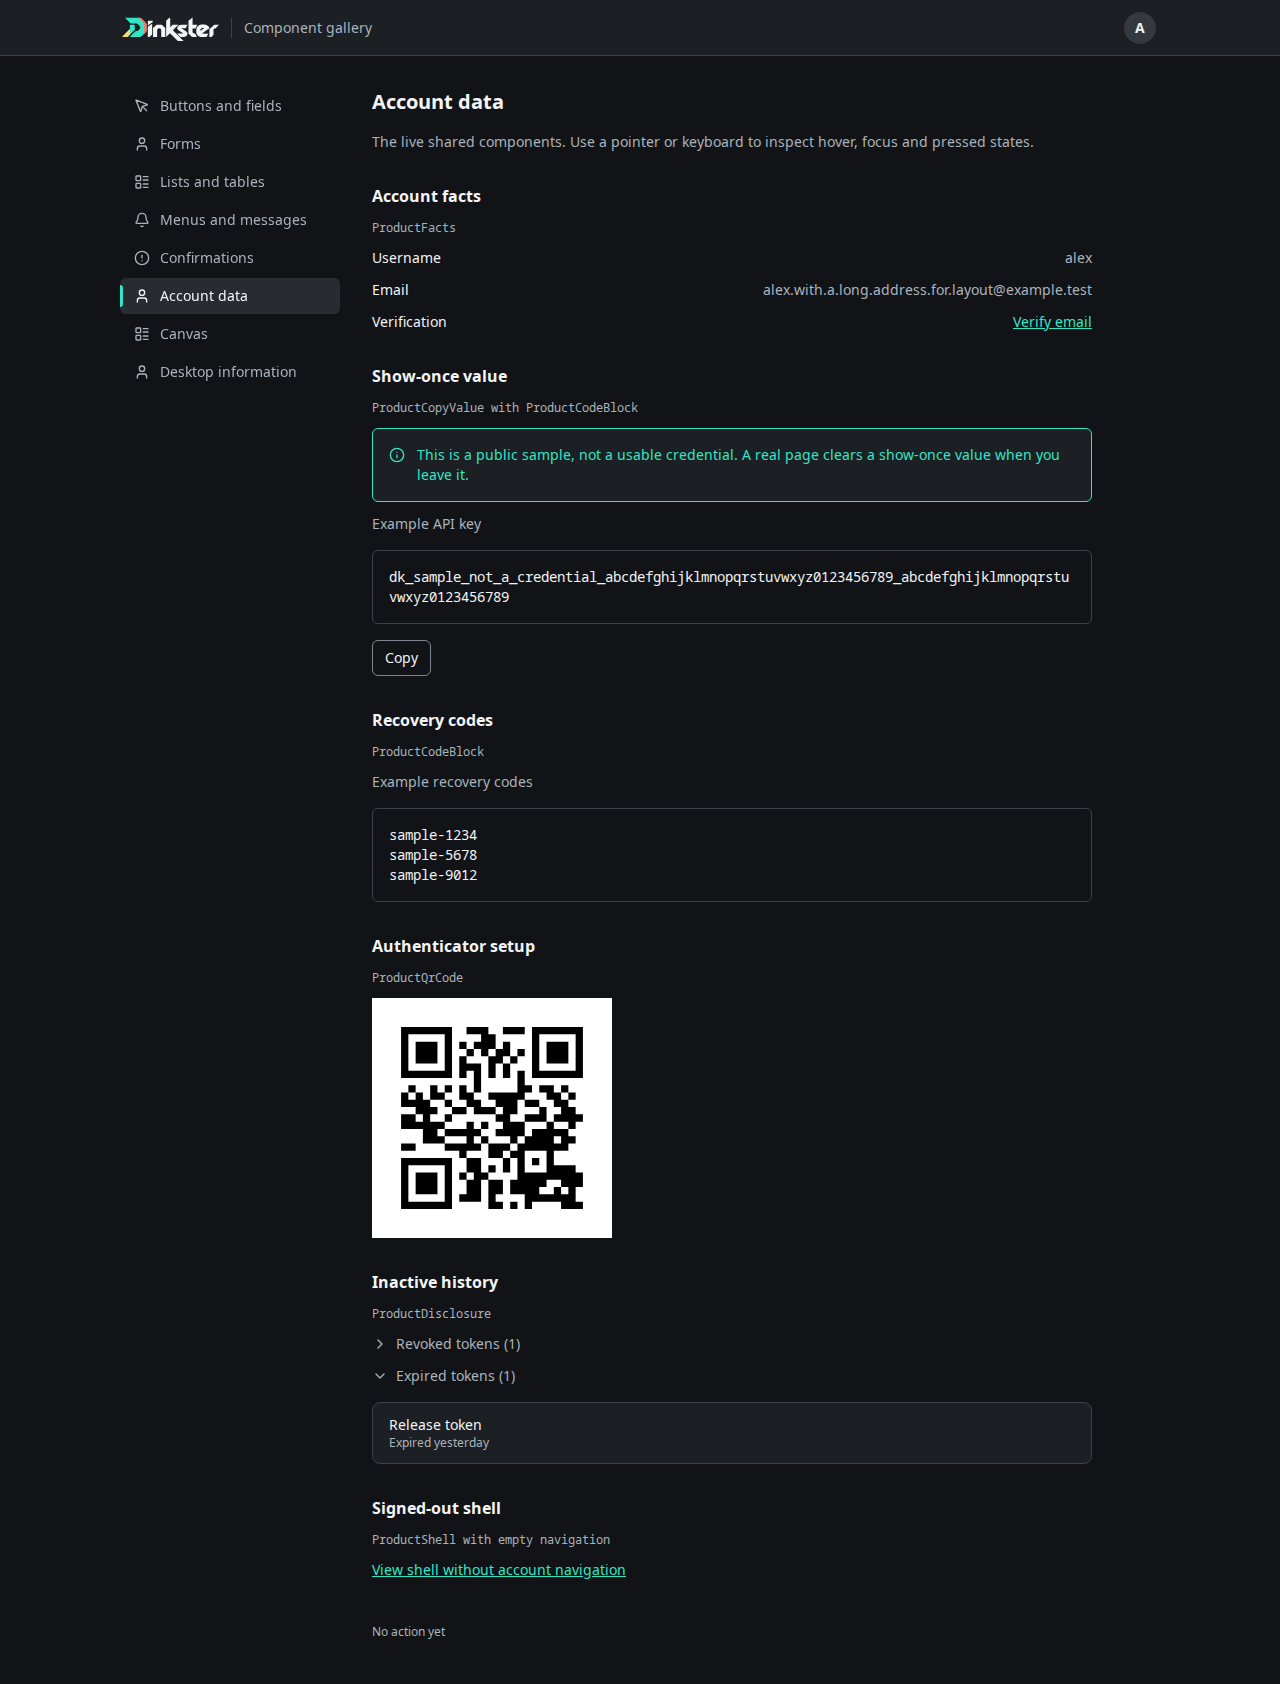 Dinkster
Component gallery
A
Buttons and fields
Forms
Lists and tables
Menus and messages
Confirmations
Account data
Canvas
Desktop information
Account data
The live shared components. Use a pointer or keyboard to inspect hover, focus and pressed states.
Account facts
ProductFacts
Username alex
Email alex.with.a.long.address.for.layout@example.test
Verification Verify email
Show-once value
ProductCopyValue with ProductCodeBlock
This is a public sample, not a usable credential. A real page clears a show-once value when you
leave it.
Example API key
dk_sample_not_a_credential_abcdefghijklmnopqrstuvwxyz0123456789_abcdefghijklmnopqrstu
vwxyz0123456789
Copy
Recovery codes
ProductCodeBlock
Example recovery codes
sample-1234
sample-5678
sample-9012
Authenticator setup
ProductQrCode
Inactive history
ProductDisclosure
Revoked tokens (1)
Expired tokens (1)
Release token
Expired yesterday
Signed-out shell
ProductShell with empty navigation
View shell without account navigation
No action yet